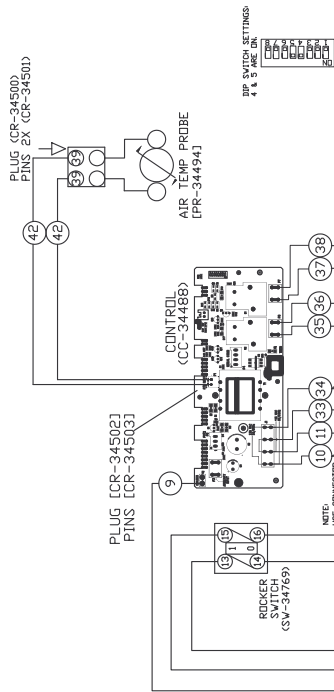 PLUG (CR-34500)
PINS 2X (CR-34501)
39
39
42
42
AIR TEMP PROBE
[PR-34494]
DIP SWITCH SETTINGS:
4 & 5 ARE ON.
PLUG [CR-34502]
PINS [CR-34503]
CONTROL
(CC-34488)
9
10
11
33
34
35
36
37
38
13
15
1
0
14
16
ROCKER
SWITCH
(SW-34769)
NOTE: